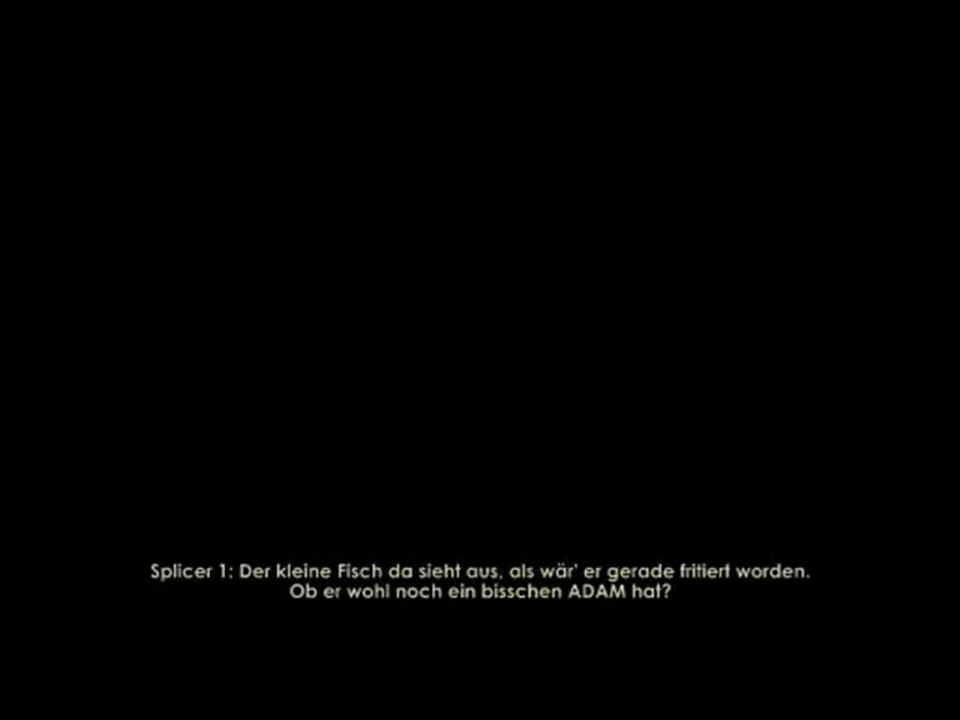 Splicer 1: Der kleine Fisch da sieht aus, als wär' er gerade fritiert worden.
Ob er wohl noch ein bisschen ADAM hat?